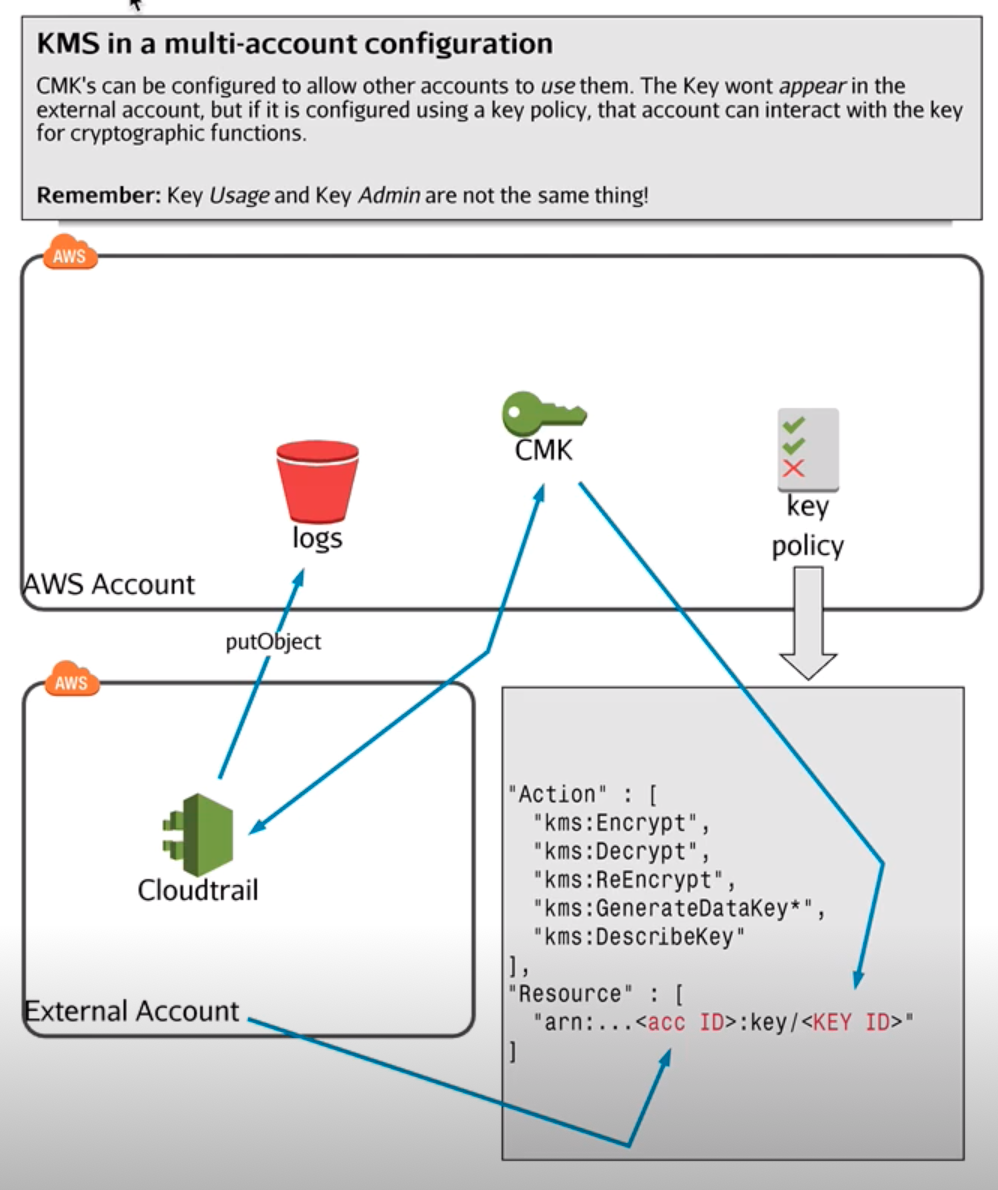 KMS in a multi-account configuration
CMK's can be configured to allow other accounts to use them. The Key wont appear in the
external account, but if it is configured using a key policy, that account can interact with the key
for cryptographic functions.
Remember: Key Usage and Key Admin are not the same thing!
AWS
CMK
logs
key
policy
AWS Account
putObject
AWS
Cloudtrail
External Account
"Action" : [
"kms:Encrypt",
"kms:Decrypt",
"kms:ReEncrypt",
"kms:GenerateDataKey*",
"kms:DescribeKey"
],
"Resource" : [
"arn:...<acc ID>:key/<KEY ID>"
]